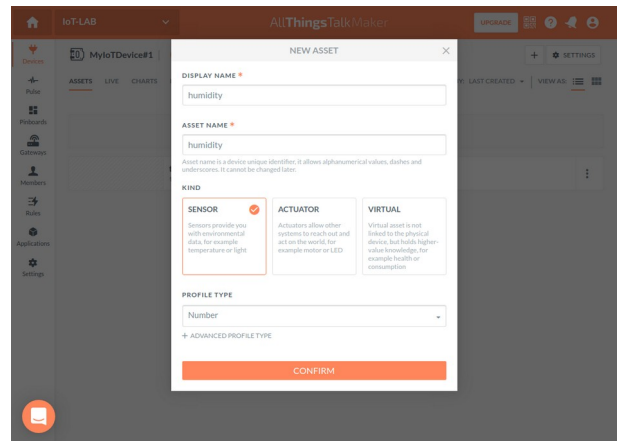 IoT-LAB
AllThingsTalk Maker
UPGRADE
Devices
Pulse
Pinboards
Gateways
Members
Rules
Applications
Settings
MyIoTDevice#1
SETTINGS
ASSETS LIVE CHARTS
LAST CREATED
VIEW AS:
NEW ASSET
DISPLAY NAME *
humidity
ASSET NAME *
humidity
Asset name is a device unique identifier, it allows alphanumerical values, dashes and
underscores. It cannot be changed later.
KIND
SENSOR
Sensors provide you
with environmental
data, for example
temperature or light
ACTUATOR
Actuators allow other
systems to reach out and
act on the world, for
example motor or LED
VIRTUAL
Virtual asset is not
linked to the physical
device, but holds higher-
value knowledge, for
example health or
consumption
PROFILE TYPE
Number
+ ADVANCED PROFILE TYPE
CONFIRM